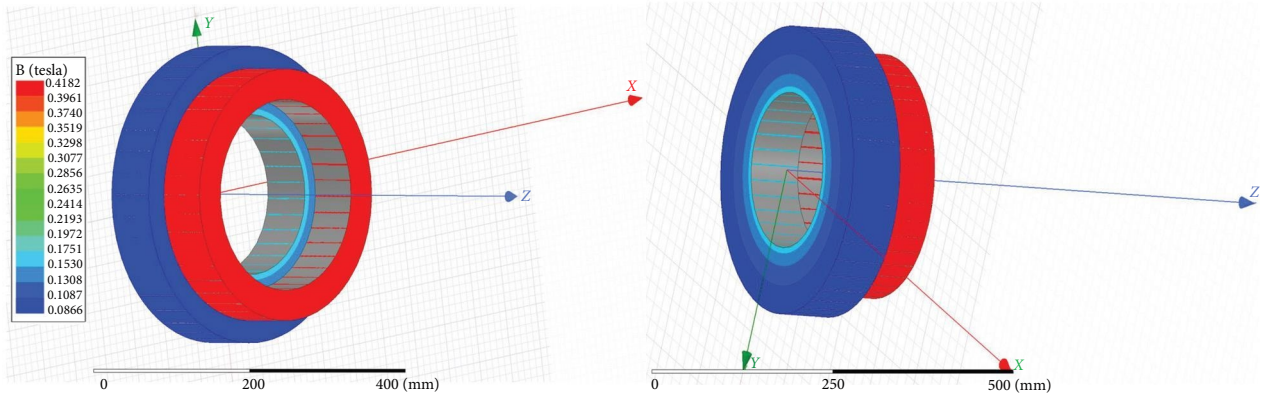 Y
B (tesla)
0.4182
0.3961
0.3740
0.3519
0.3298
0.3077
0.2856
0.2635
0.2414
0.2193
0.1972
0.1751
0.1530
0.1308
0.1087
0.0866
X
Z
0 200 400 (mm)
Z
Y
X
0 250 500 (mm)